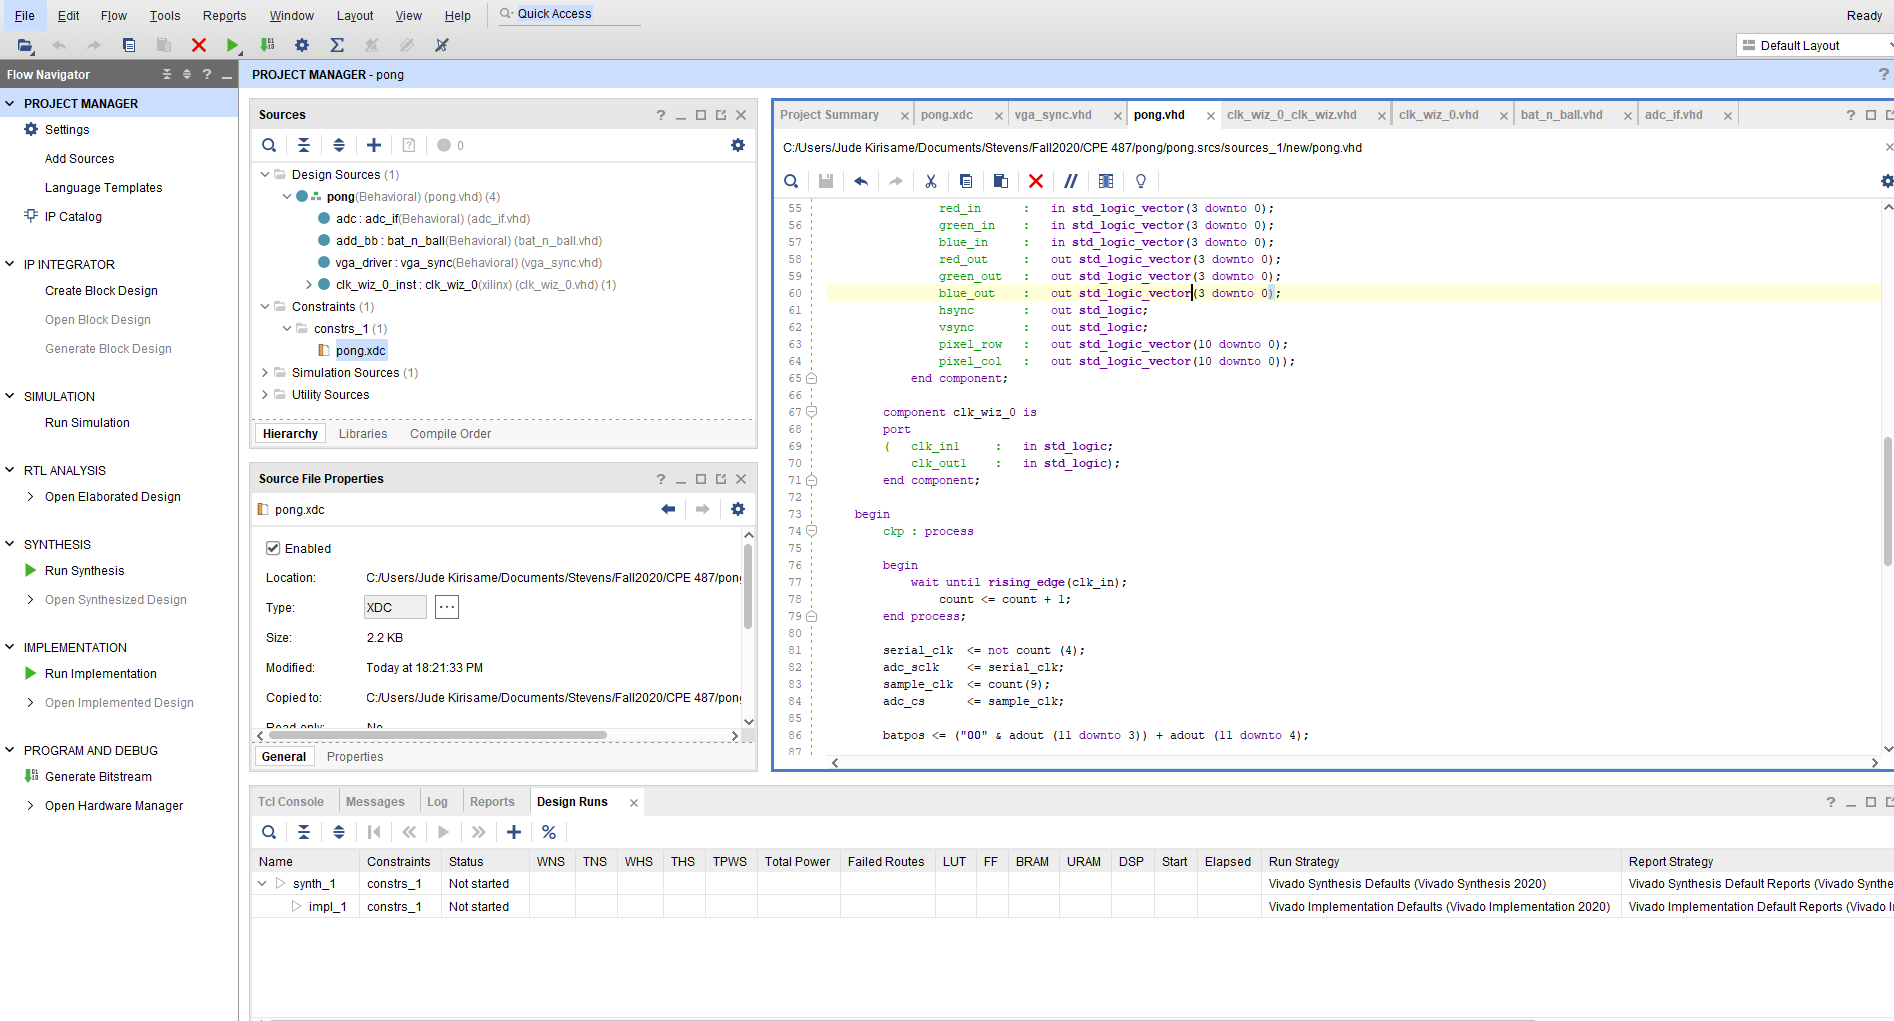 File Edit Flow Tools Reports Window Layout View Help Quick Access Ready
Default Layout
Flow Navigator
PROJECT MANAGER
Settings
Add Sources
Language Templates
IP Catalog
IP INTEGRATOR
Create Block Design
Open Block Design
Generate Block Design
SIMULATION
Run Simulation
RTL ANALYSIS
Open Elaborated Design
SYNTHESIS
Run Synthesis
Open Synthesized Design
IMPLEMENTATION
Run Implementation
Open Implemented Design
PROGRAM AND DEBUG
Generate Bitstream
Open Hardware Manager
PROJECT MANAGER - pong
Sources
0
Design Sources (1)
pong(Behavioral) (pong.vhd) (4)
adc : adc_if(Behavioral) (adc_if.vhd)
add_bb : bat_n_ball(Behavioral) (bat_n_ball.vhd)
vga_driver : vga_sync(Behavioral) (vga_sync.vhd)
clk_wiz_0_inst : clk_wiz_0(xilinx) (clk_wiz_0.vhd) (1)
Constraints (1)
constrs_1 (1)
pong.xdc
Simulation Sources (1)
Utility Sources
Hierarchy Libraries Compile Order
Source File Properties
pong.xdc
Enabled
Location: C:/Users/Jude Kirisame/Documents/Stevens/Fall2020/CPE 487/pong
Type: XDC ...
Size: 2.2 KB
Modified: Today at 18:21:33 PM
Copied to: C:/Users/Jude Kirisame/Documents/Stevens/Fall2020/CPE 487/pong
Read-only: No
General Properties
Project Summary pong.xdc vga_sync.vhd pong.vhd clk_wiz_0_clk_wiz.vhd clk_wiz_0.vhd bat_n_ball.vhd adc_if.vhd
C:/Users/Jude Kirisame/Documents/Stevens/Fall2020/CPE 487/pong/pong.srcs/sources_1/new/pong.vhd
55 red_in : in std_logic_vector(3 downto 0);
56 green_in : in std_logic_vector(3 downto 0);
57 blue_in : in std_logic_vector(3 downto 0);
58 red_out : out std_logic_vector(3 downto 0);
59 green_out : out std_logic_vector(3 downto 0);
60 blue_out : out std_logic_vector(3 downto 0);
61 hsync : out std_logic;
62 vsync : out std_logic;
63 pixel_row : out std_logic_vector(10 downto 0);
64 pixel_col : out std_logic_vector(10 downto 0));
65 end component;
66
67 component clk_wiz_0 is
68 port
69 ( clk_in1 : in std_logic;
70 clk_out1 : in std_logic);
71 end component;
72
73 begin
74 ckp : process
75
76 begin
77 wait until rising_edge(clk_in);
78 count <= count + 1;
79 end process;
80
81 serial_clk <= not count (4);
82 adc_sclk <= serial_clk;
83 sample_clk <= count(9);
84 adc_cs <= sample_clk;
85
86 batpos <= ("00" & adout (11 downto 3)) + adout (11 downto 4);
87
Tcl Console Messages Log Reports Design Runs
Name Constraints Status WNS TNS WHS THS TPWS Total Power Failed Routes LUT FF BRAM URAM DSP Start Elapsed Run Strategy Report Strategy
synth_1 constrs_1 Not started Vivado Synthesis Defaults (Vivado Synthesis 2020) Vivado Synthesis Default Reports (Vivado Synthe
impl_1 constrs_1 Not started Vivado Implementation Defaults (Vivado Implementation 2020) Vivado Implementation Default Reports (Vivado I